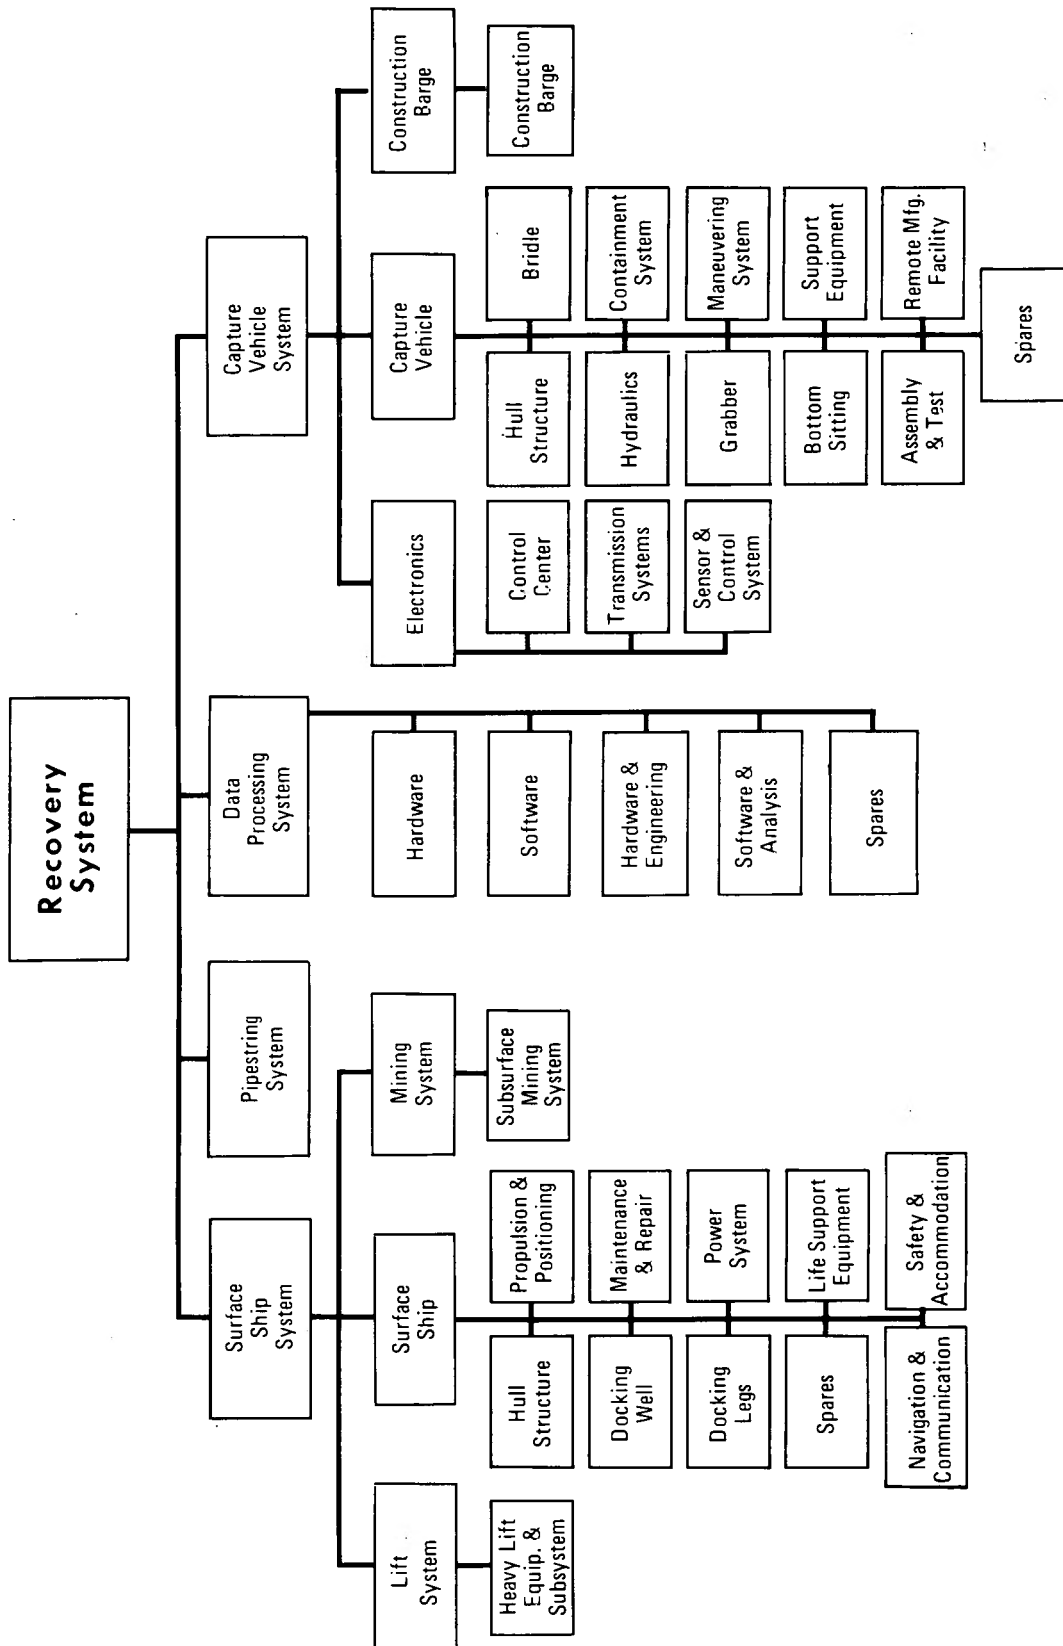 Recovery
System
Surface
Ship
System
Pipestring
System
Data
Processing
System
Capture
Vehicle
System
Lift
System
Surface
Ship
Mining
System
Hardware
Electronics
Capture
Vehicle
Construction
Barge
Heavy Lift
Equip. &
Subsystem
Hull
Structure
Propulsion &
Positioning
Subsurface
Mining
System
Software
Control
Center
Hull
Structure
Bridle
Construction
Barge
Docking
Well
Maintenance
& Repair
Hardware &
Engineering
Transmission
Systems
Hydraulics
Containment
System
Docking
Legs
Power
System
Software &
Analysis
Sensor &
Control
System
Grabber
Maneuvering
System
Spares
Life Support
Equipment
Spares
Bottom
Sitting
Support
Equipment
Navigation &
Communication
Safety &
Accommodation
Assembly
& Test
Remote Mfg.
Facility
Spares